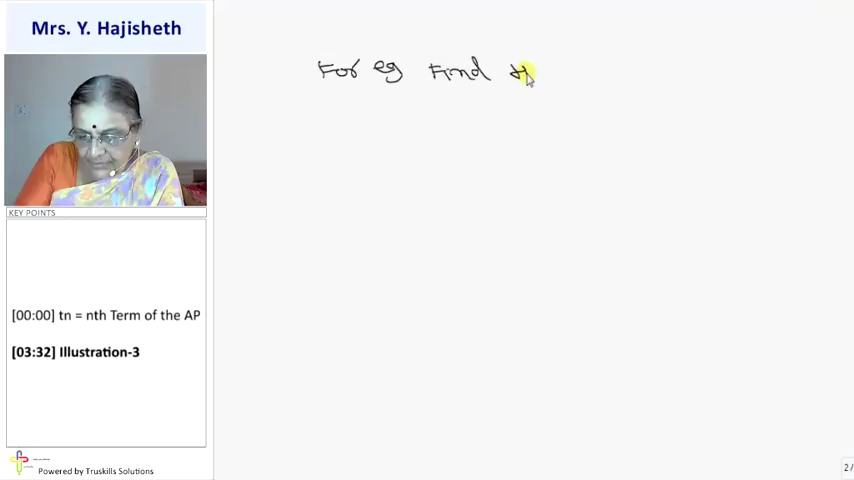 Mrs. Y. Hajisheth
For eg Find
KEY POINTS
[00:00] tn = nth Term of the AP
[03:32] Illustration-3
Powered by Truskills Solutions
2/